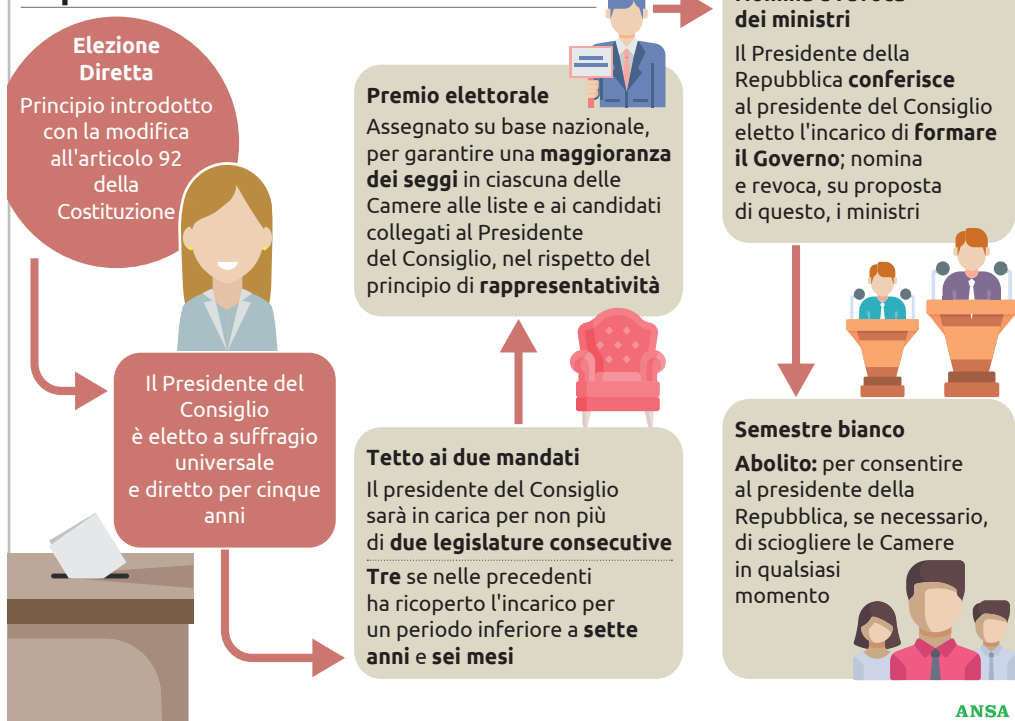 Elezione
Diretta
Principio introdotto
con la modifica
all'articolo 92
della
Costituzione
Il Presidente del
Consiglio
è eletto a suffragio
universale
e diretto per cinque
anni
Tetto ai due mandati
Il presidente del Consiglio
sarà in carica per non più
di due legislature consecutive
Tre se nelle precedenti
ha ricoperto l'incarico per
un periodo inferiore a sette
anni e sei mesi
Premio elettorale
Assegnato su base nazionale,
per garantire una maggioranza
dei seggi in ciascuna delle
Camere alle liste e ai candidati
collegati al Presidente
del Consiglio, nel rispetto del
principio di rappresentatività
dei ministri
Il Presidente della
Repubblica conferisce
al presidente del Consiglio
eletto l'incarico di formare
il Governo; nomina
e revoca, su proposta
di questo, i ministri
Semestre bianco
Abolito: per consentire
al presidente della
Repubblica, se necessario,
di sciogliere le Camere
in qualsiasi
momento
ANSA